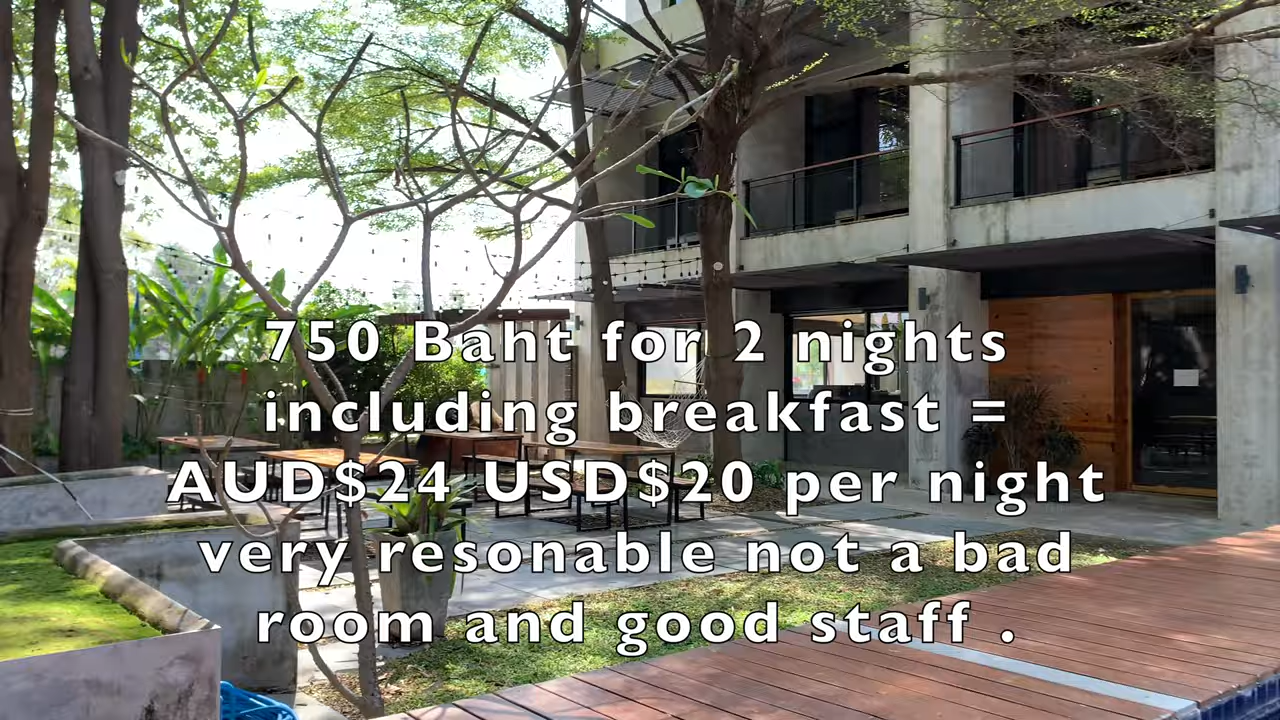 750 Baht for 2 nights
including breakfast =
AUD$24 USD$20 per night
very resonable not a bad
room and good staff .